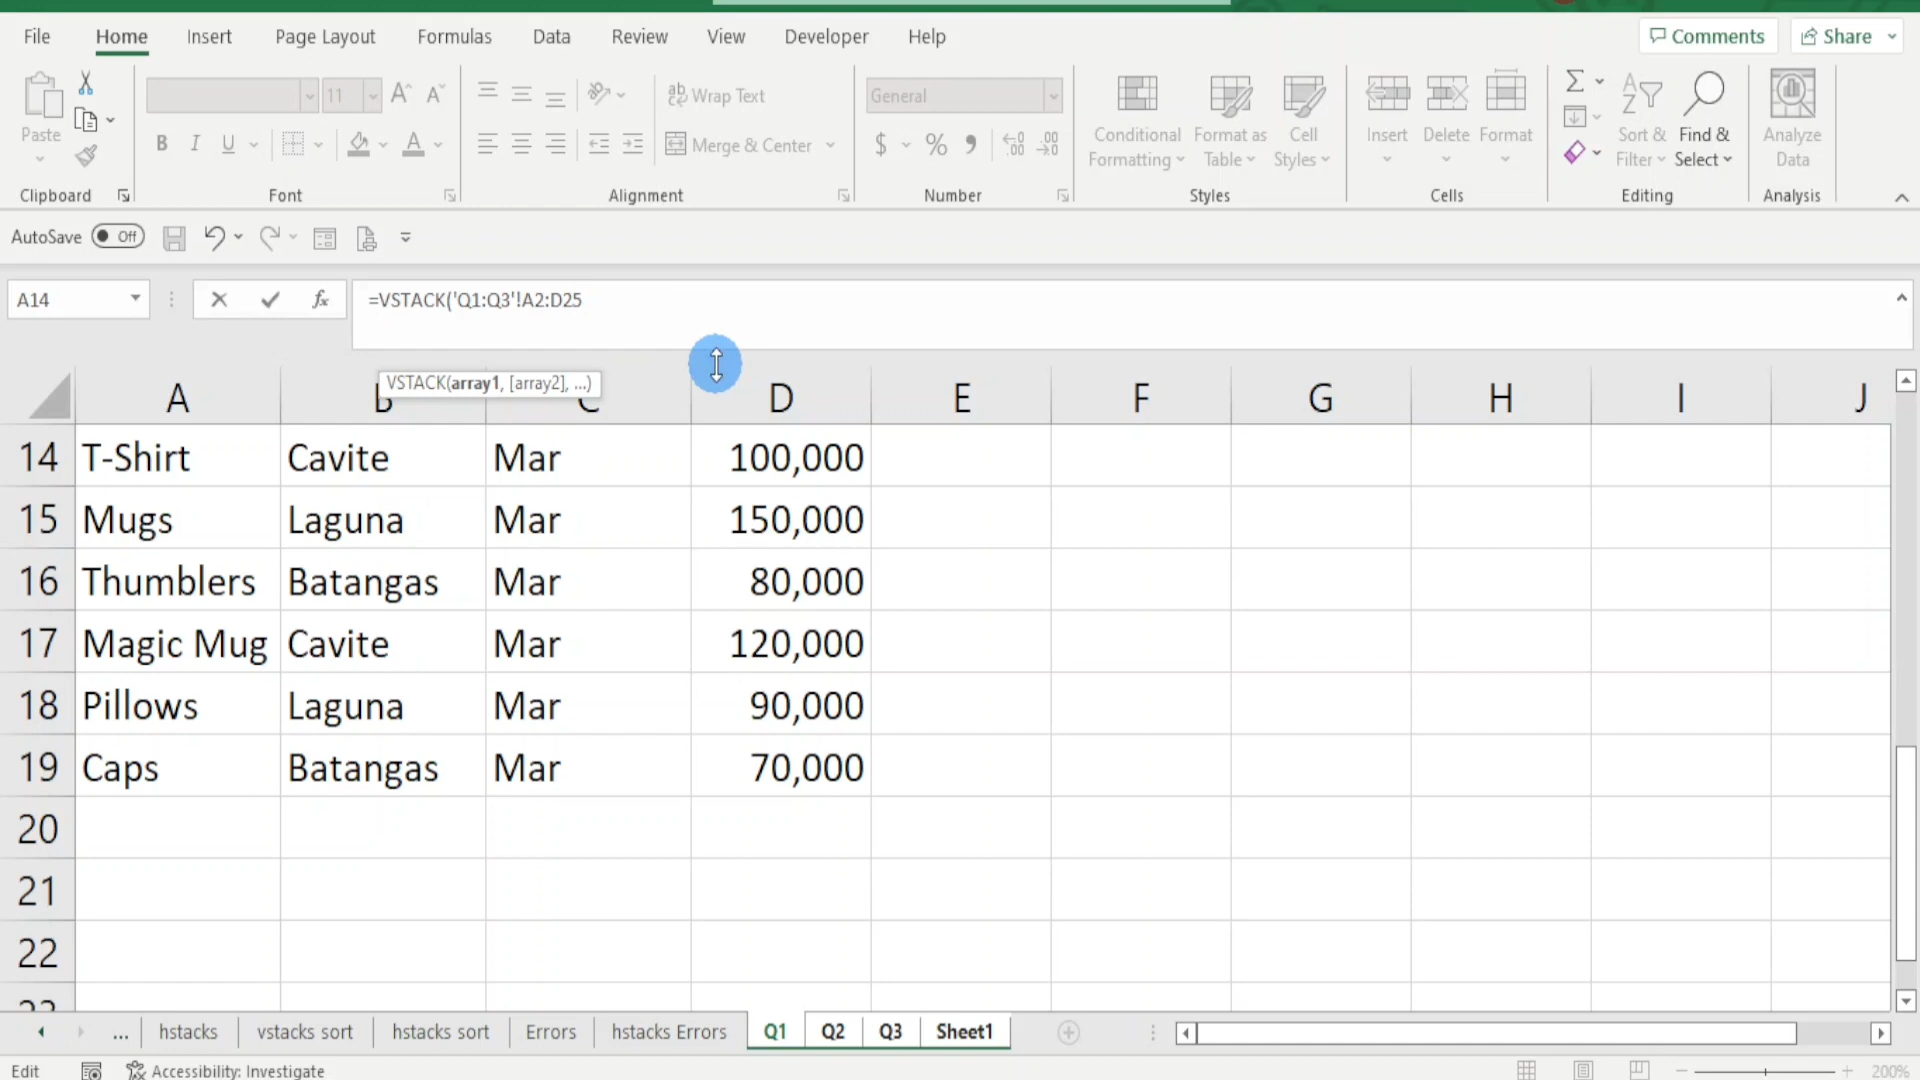 File Home Insert Page Layout Formulas Data Review View Developer Help Comments Share
11 Wrap Text General
Paste B I U Merge & Center $ % Conditional Formatting Format as Table Cell Styles Insert Delete Format Sort & Filter Find & Select Analyze Data
Clipboard Font Alignment Number Styles Cells Editing Analysis
AutoSave Off
A14 fx =VSTACK('Q1:Q3'!A2:D25
VSTACK(array1, [array2], ...)
A B C D E F G H I J
14 T-Shirt Cavite Mar 100,000
15 Mugs Laguna Mar 150,000
16 Thumblers Batangas Mar 80,000
17 Magic Mug Cavite Mar 120,000
18 Pillows Laguna Mar 90,000
19 Caps Batangas Mar 70,000
20
21
22
23
... hstacks vstacks sort hstacks sort Errors hstacks Errors Q1 Q2 Q3 Sheet1
Edit Accessibility: Investigate 200%